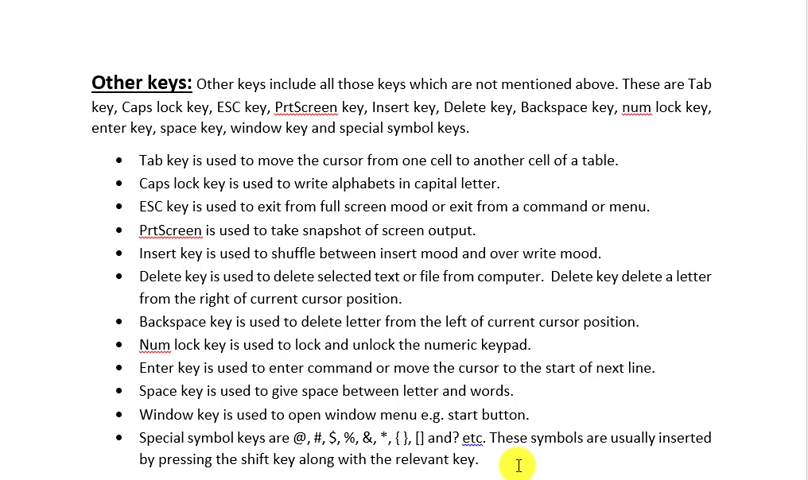 Other keys: Other keys include all those keys which are not mentioned above. These are Tab
key, Caps lock key, ESC key, PrtScreen key, Insert key, Delete key, Backspace key, num lock key,
enter key, space key, window key and special symbol keys.
• Tab key is used to move the cursor from one cell to another cell of a table.
• Caps lock key is used to write alphabets in capital letter.
• ESC key is used to exit from full screen mood or exit from a command or menu.
• PrtScreen is used to take snapshot of screen output.
• Insert key is used to shuffle between insert mood and over write mood.
• Delete key is used to delete selected text or file from computer.  Delete key delete a letter
from the right of current cursor position.
• Backspace key is used to delete letter from the left of current cursor position.
• Num lock key is used to lock and unlock the numeric keypad.
• Enter key is used to enter command or move the cursor to the start of next line.
• Space key is used to give space between letter and words.
• Window key is used to open window menu e.g. start button.
• Special symbol keys are @, #, $, %, &, *, { }, [] and? etc. These symbols are usually inserted
by pressing the shift key along with the relevant key.